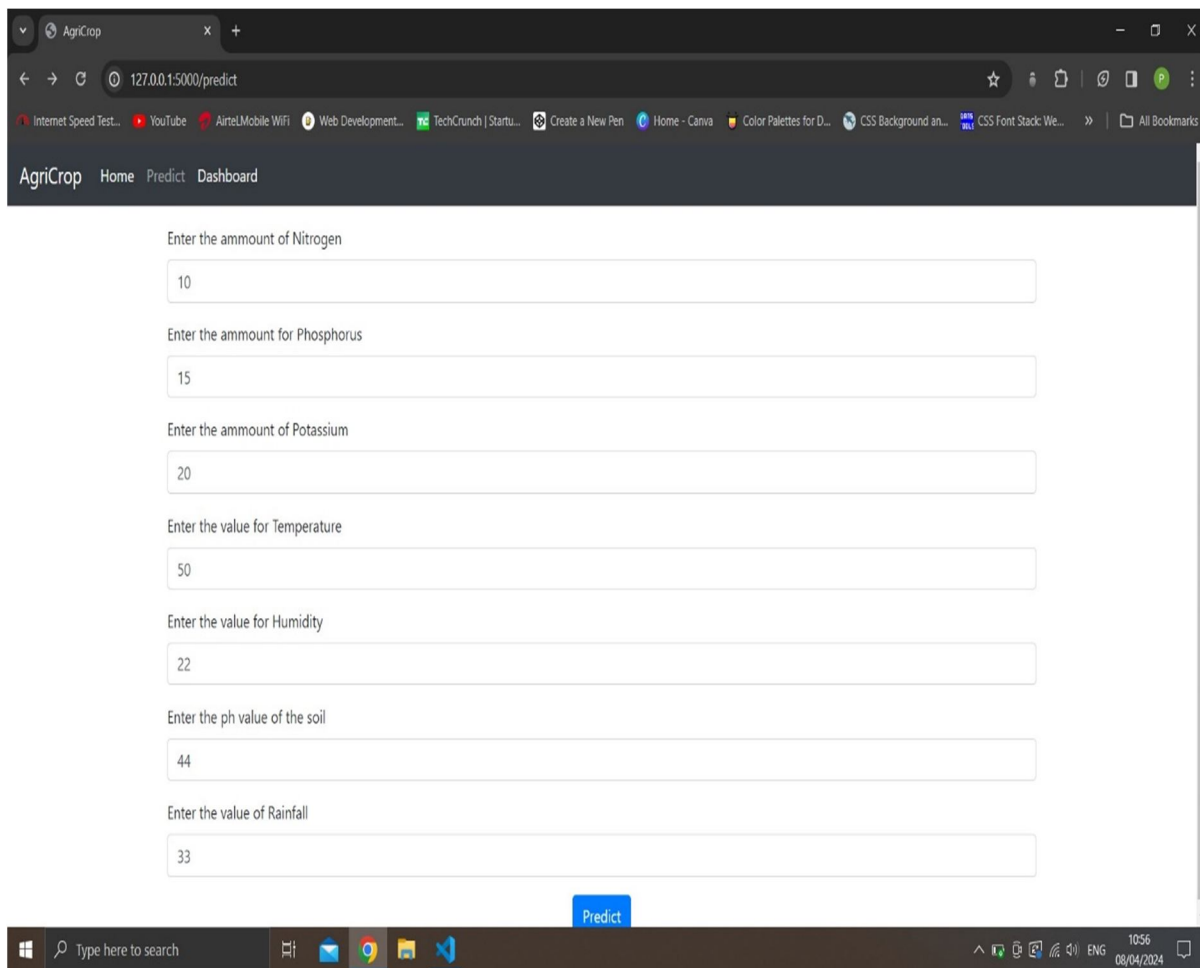 AgriCrop
127.0.0.1:5000/predict
Internet Speed Test... YouTube AirtelMobile WiFi Web Development... TechCrunch | Startu... Create a New Pen Home - Canva Color Palettes for D... CSS Background an... CSS Font Stack: We... » All Bookmarks
AgriCrop Home Predict Dashboard
Enter the ammount of Nitrogen
10
Enter the ammount for Phosphorus
15
Enter the ammount of Potassium
20
Enter the value for Temperature
50
Enter the value for Humidity
22
Enter the ph value of the soil
44
Enter the value of Rainfall
33
Predict
Type here to search ENG 10:56
08/04/2024